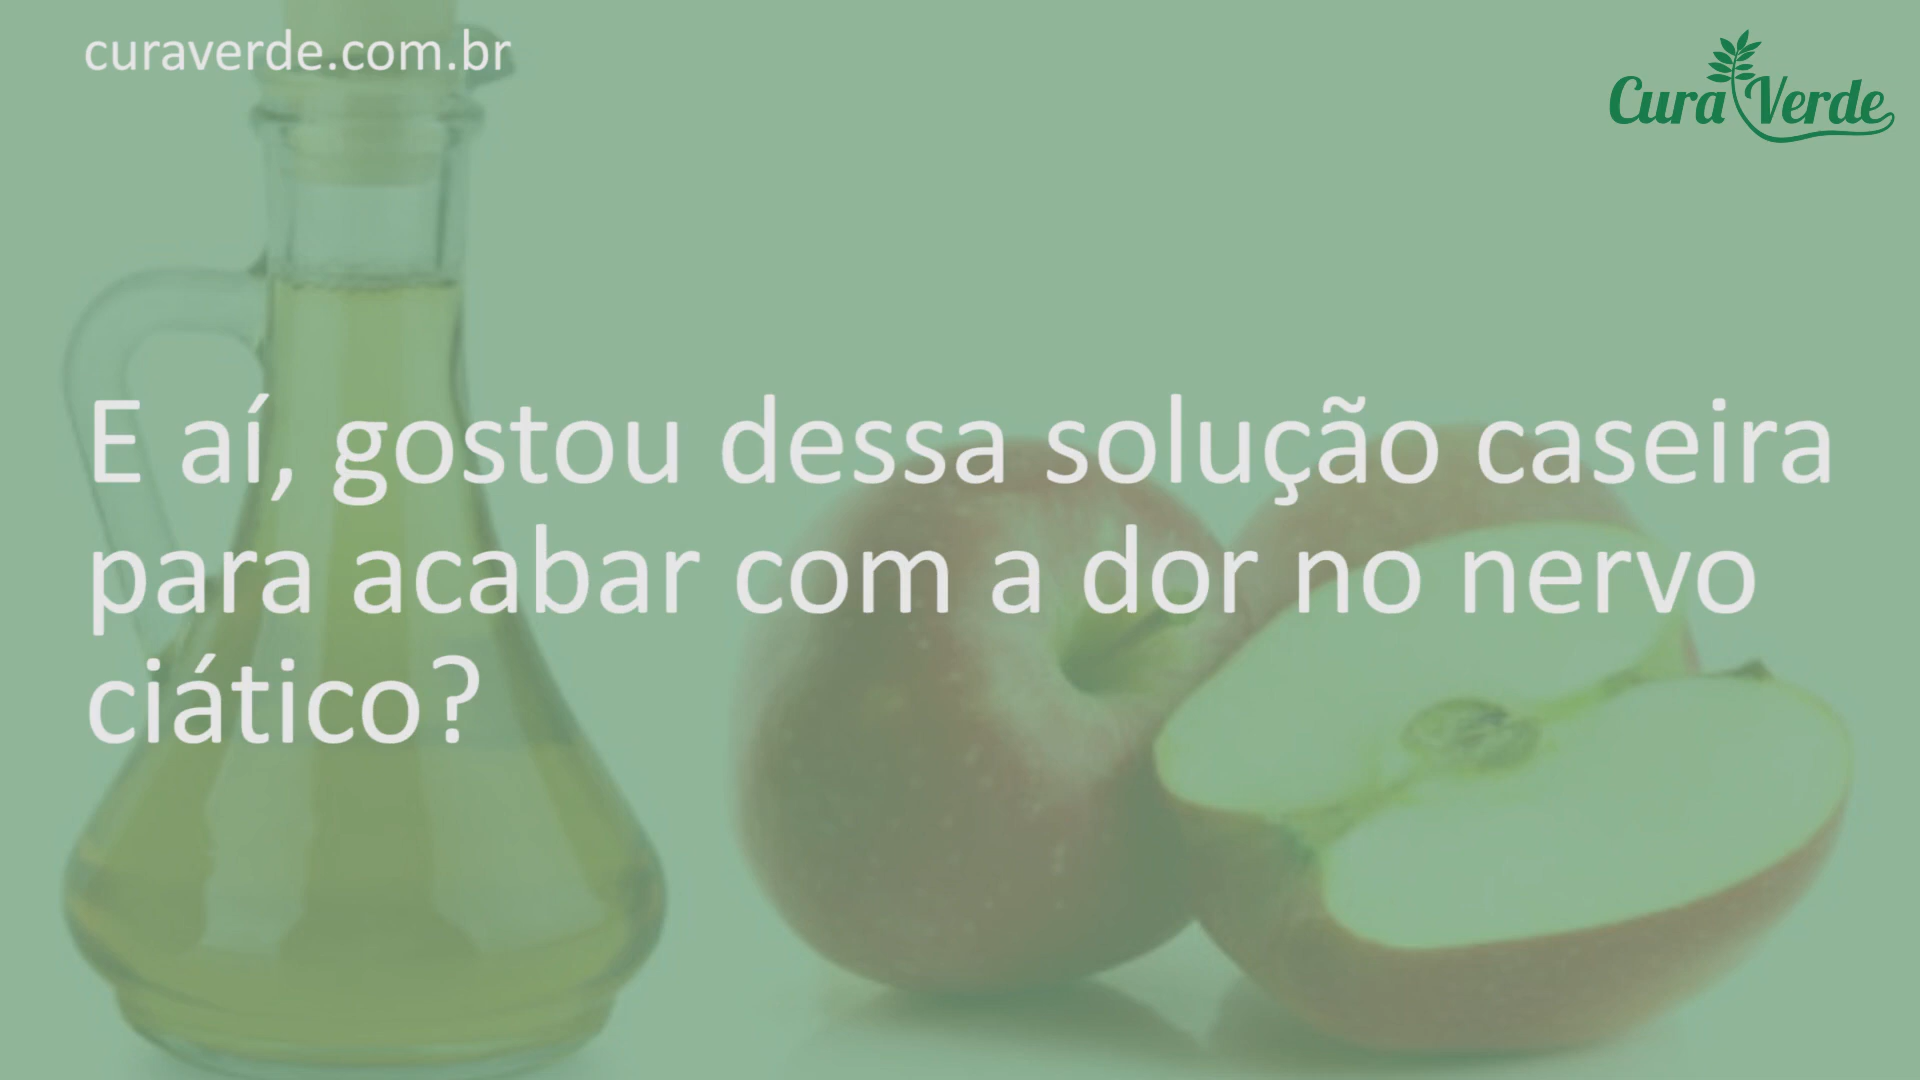 curaverde.com.br
Cura Verde
E aí, gostou dessa solução caseira
para acabar com a dor no nervo
ciático?